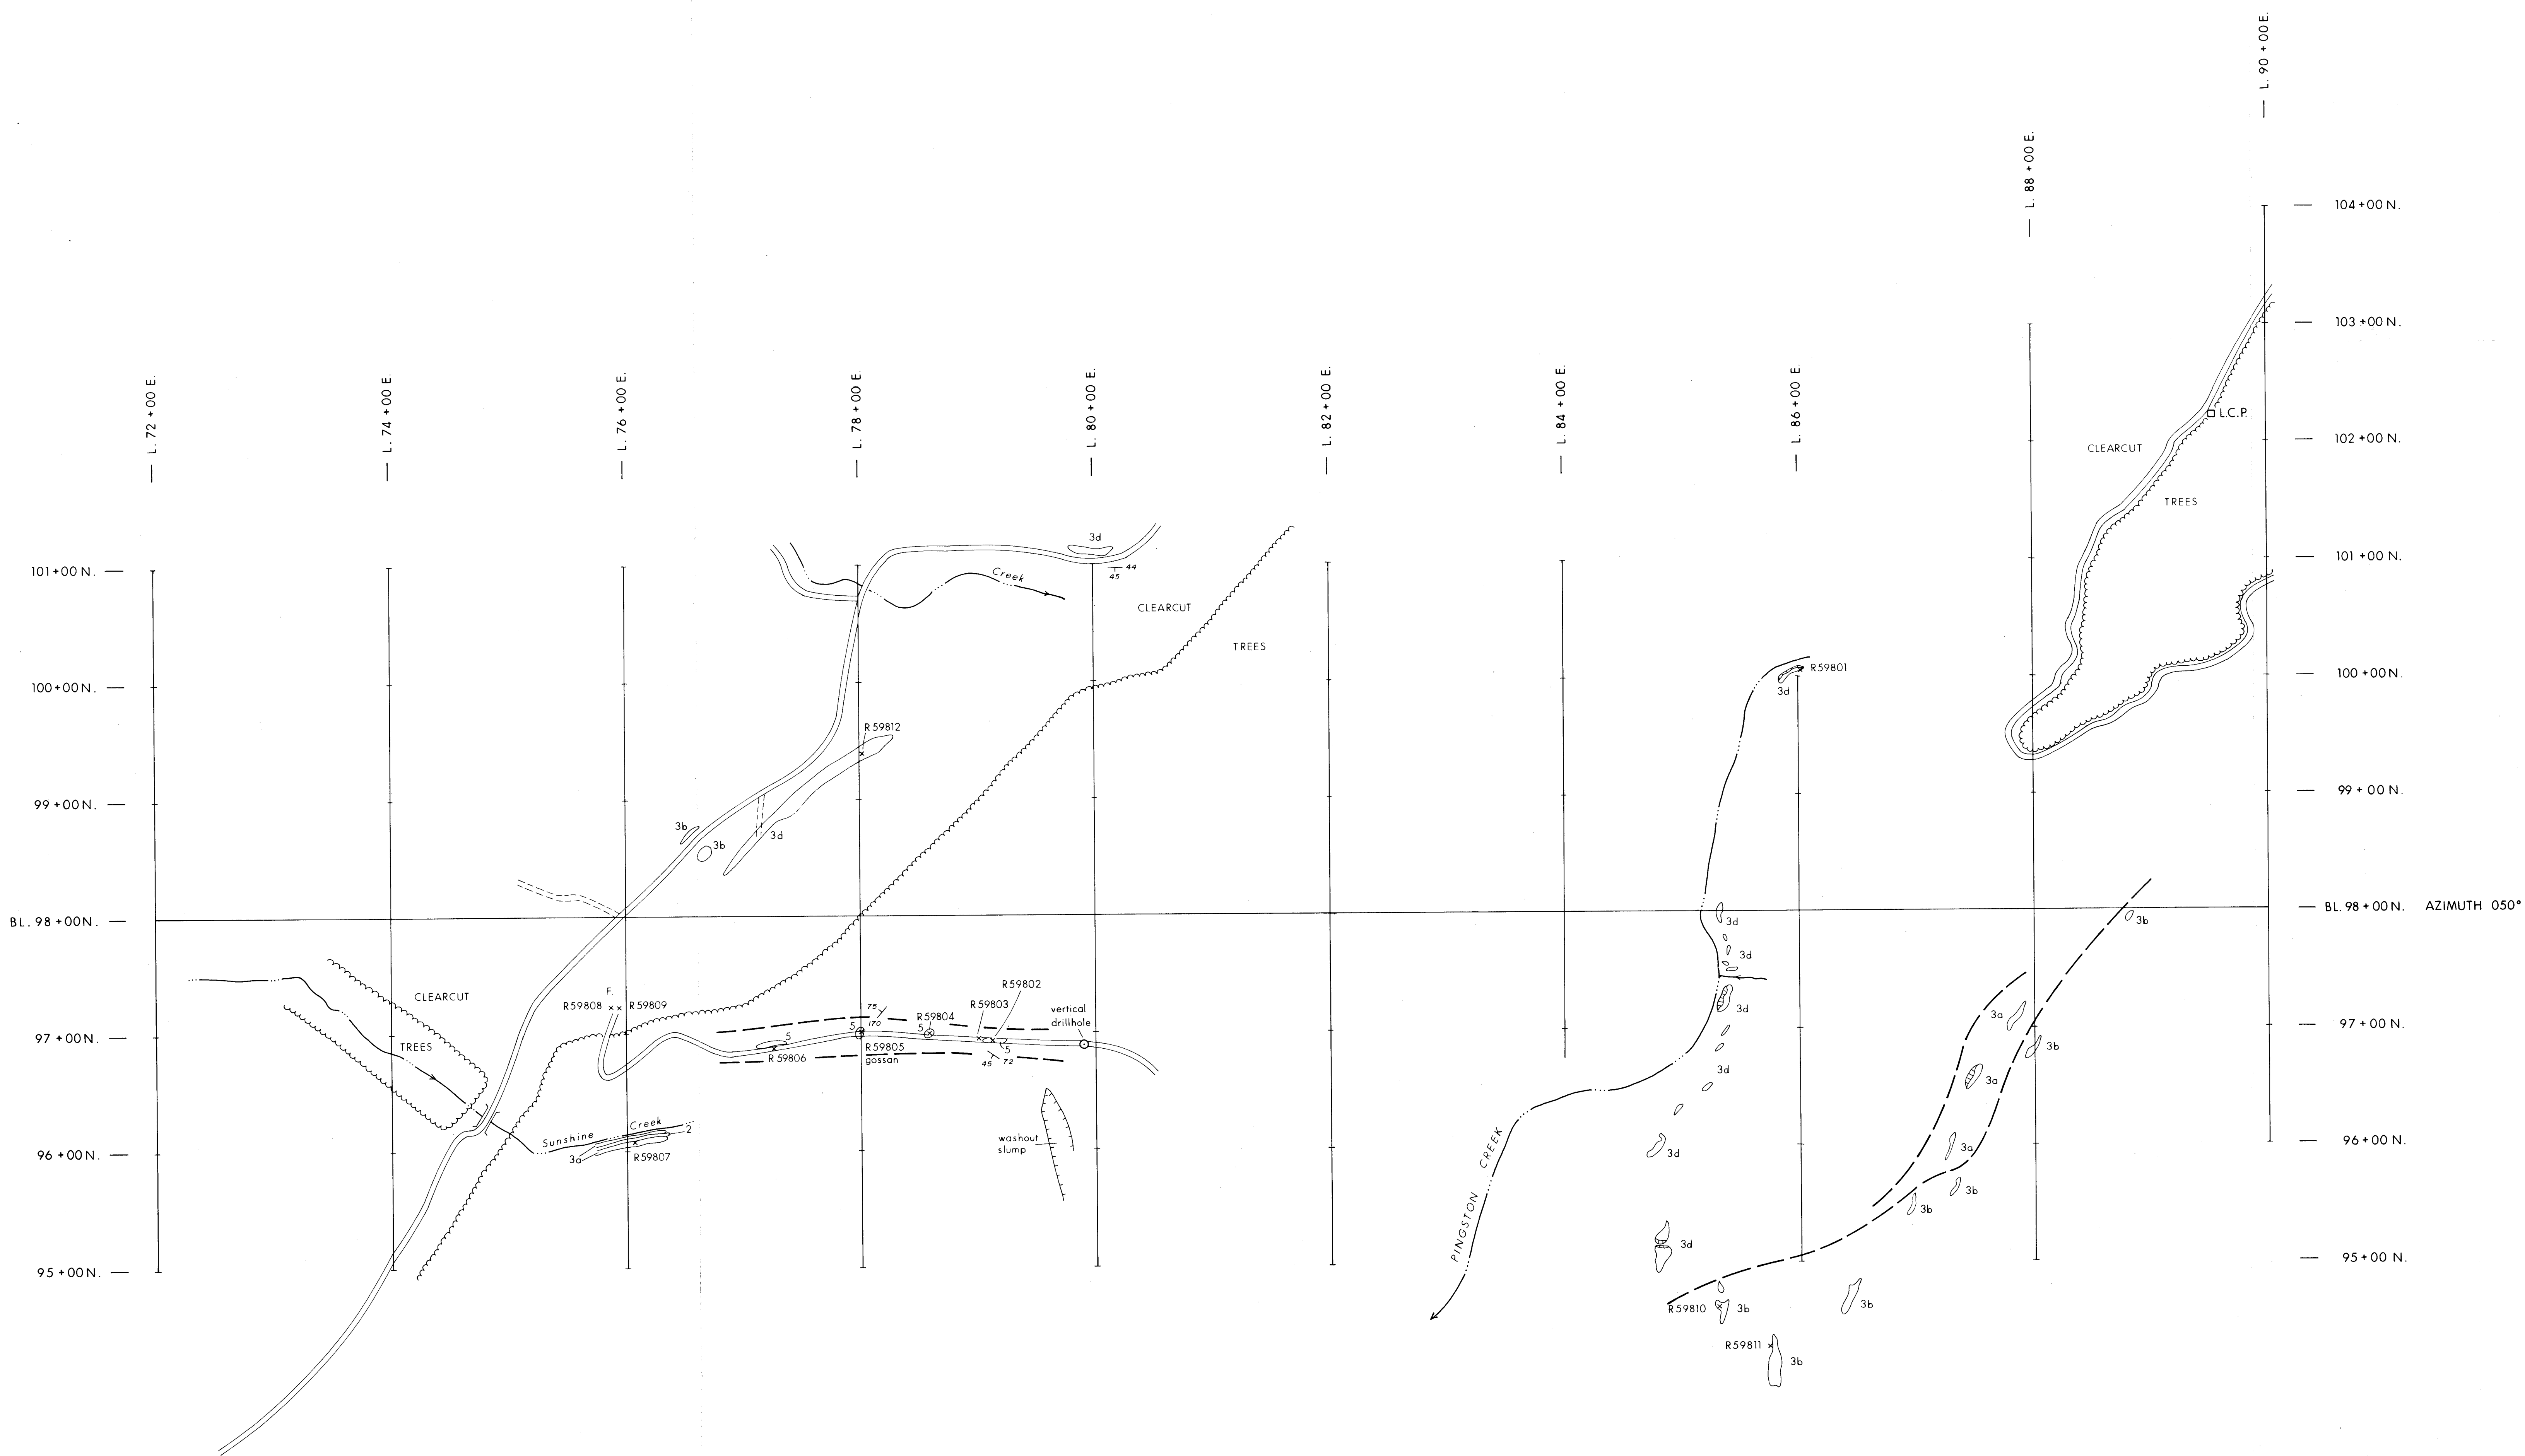 L. 90 + 00 E.
L. 88 + 00 E.
104 + 00 N.
103 + 00 N.
L. 72 + 00 E.
L. 74 + 00 E.
L. 76 + 00 E.
L. 78 + 00 E.
L. 80 + 00 E.
L. 82 + 00 E.
L. 84 + 00 E.
L. 86 + 00 E.
L.C.P.
102 + 00 N.
CLEARCUT
TREES
3d
101 + 00 N.
44
45
101 + 00 N.
Creek
CLEARCUT
TREES
R59801
3d
100 + 00 N.
100 + 00 N.
R 59812
99 + 00 N.
99 + 00 N.
3b
3b
3d
BL. 98 + 00 N.
BL. 98 + 00 N.
AZIMUTH 050°
3d
3b
3d
CLEARCUT
F.
R59808
R59809
R59802
R59803
75
170
R59804
5
5
vertical
drillhole
3d
3a
97 + 00 N.
97 + 00 N.
TREES
5
R 59806
R59805
gossan
5
45
72
3b
3d
3a
Sunshine
Creek
2
3a
R59807
washout
slump
96 + 00 N.
96 + 00 N.
PINGSTON CREEK
3d
3a
3b
3b
3d
95 + 00 N.
95 + 00 N.
R59810
3b
3b
R59811
3b